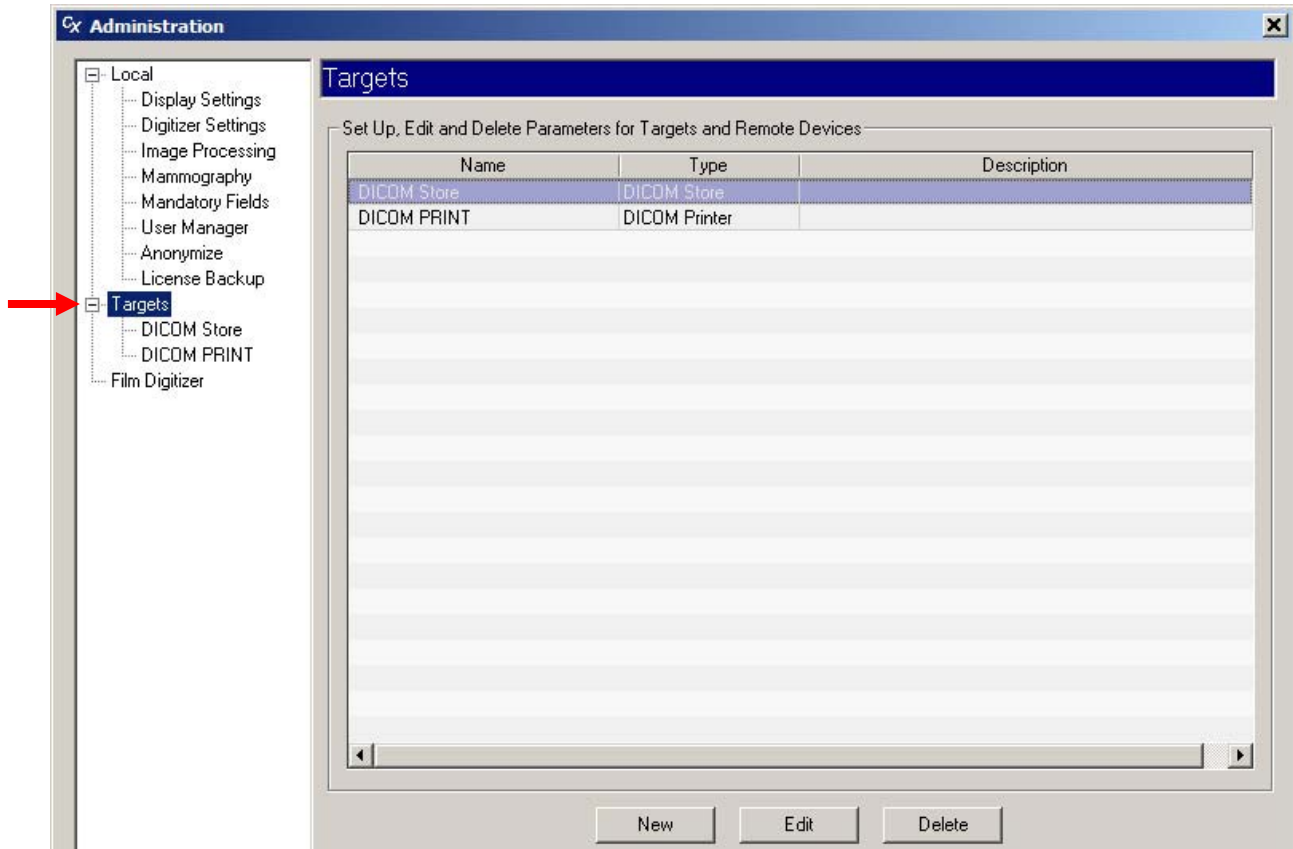 Cx Administration
Local
Display Settings
Digitizer Settings
Image Processing
Mammography
Mandatory Fields
User Manager
Anonymize
License Backup
Targets
DICOM Store
DICOM PRINT
Film Digitizer
Targets
Set Up, Edit and Delete Parameters for Targets and Remote Devices
Name Type Description
DICOM Store DICOM Store
DICOM PRINT DICOM Printer
New Edit Delete